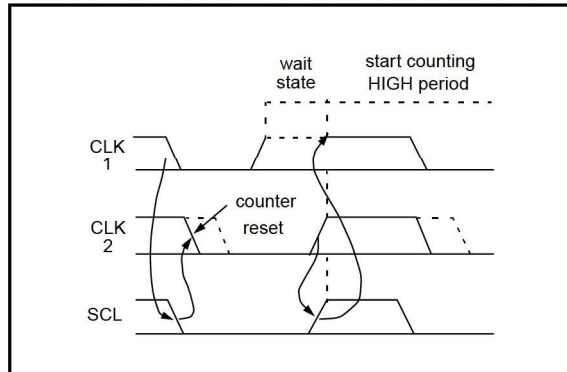 wait
state
start counting
HIGH period
CLK
1
counter
reset
CLK
2
SCL